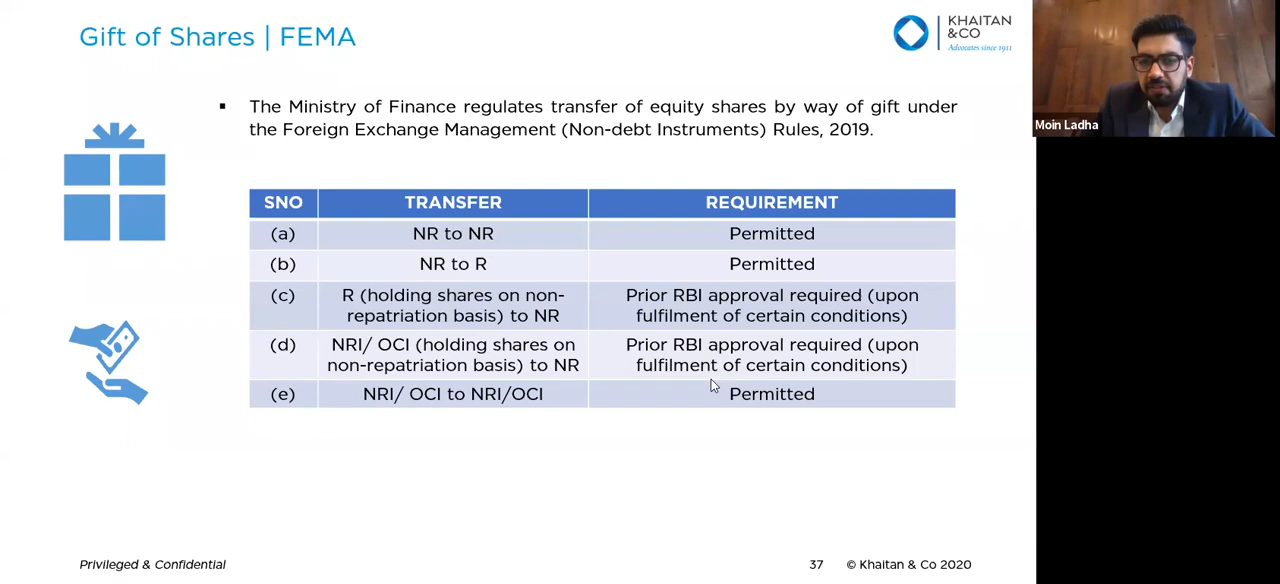 Gift of Shares | FEMA
KHAITAN
&CO
Advocates since 1911
Moin Ladha
▪ The Ministry of Finance regulates transfer of equity shares by way of gift under
the Foreign Exchange Management (Non-debt Instruments) Rules, 2019.
SNO TRANSFER REQUIREMENT
(a) NR to NR Permitted
(b) NR to R Permitted
(c) R (holding shares on non- Prior RBI approval required (upon
repatriation basis) to NR fulfilment of certain conditions)
(d) NRI/ OCI (holding shares on Prior RBI approval required (upon
non-repatriation basis) to NR fulfilment of certain conditions)
(e) NRI/ OCI to NRI/OCI Permitted
Privileged & Confidential 37 © Khaitan & Co 2020